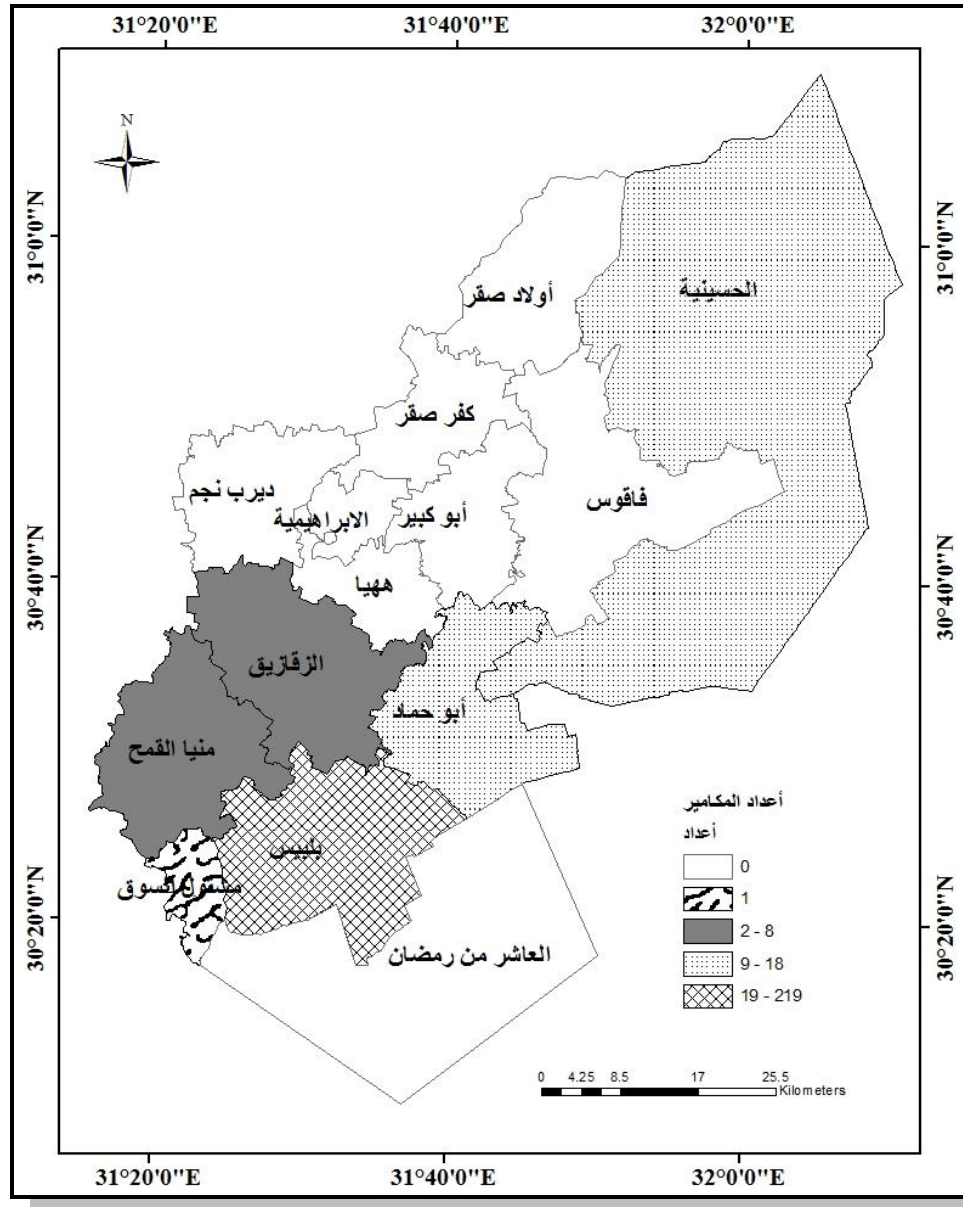 31°20'0"E 31°40'0"E 32°0'0"E
N
31°0'0"N
31°0'0"N
أولاد صقر
الحسينية
كفر صقر
ديرب نجم
الابراهيمية
أبو كبير
فاقوس
ههيا
30°40'0"N
30°40'0"N
الزقازيق
أبو حماد
منيا القمح
أعداد المكامير
أعداد
0
1
2 - 8
9 - 18
19 - 219
بلبيس
مشتول السوق
30°20'0"N
30°20'0"N
العاشر من رمضان
0 4.25 8.5 17 25.5
Kilometers
31°20'0"E 31°40'0"E 32°0'0"E